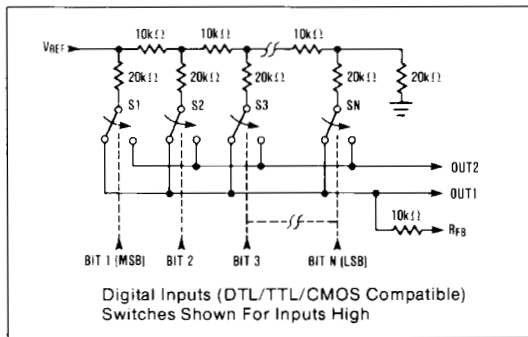 10kΩ 10kΩ 10kΩ
VREF
20kΩ 20kΩ 20kΩ 20kΩ 20kΩ
S1 S2 S3 SN
OUT2
OUT1
10kΩ
RFB
BIT 1 (MSB) BIT 2 BIT 3 BIT N (LSB)
Digital Inputs (DTL/TTL/CMOS Compatible)
Switches Shown For Inputs High